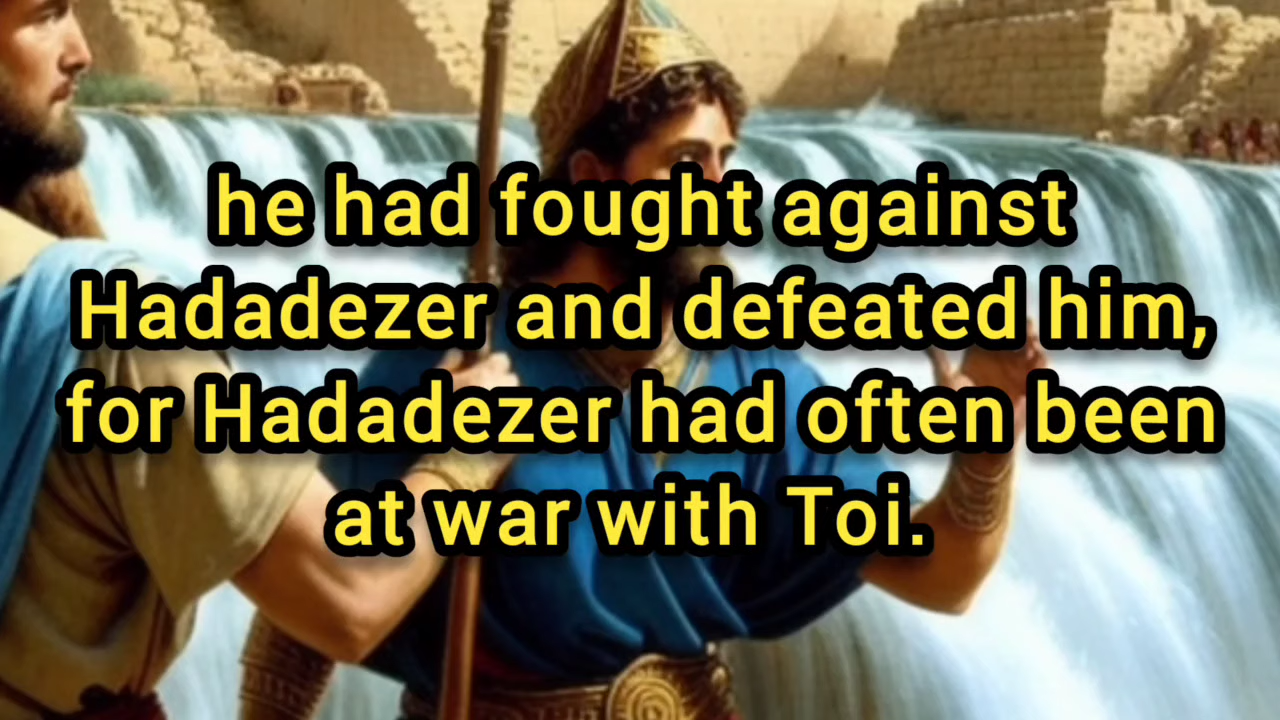 he had fought against
Hadadezer and defeated him,
for Hadadezer had often been
at war with Toi.